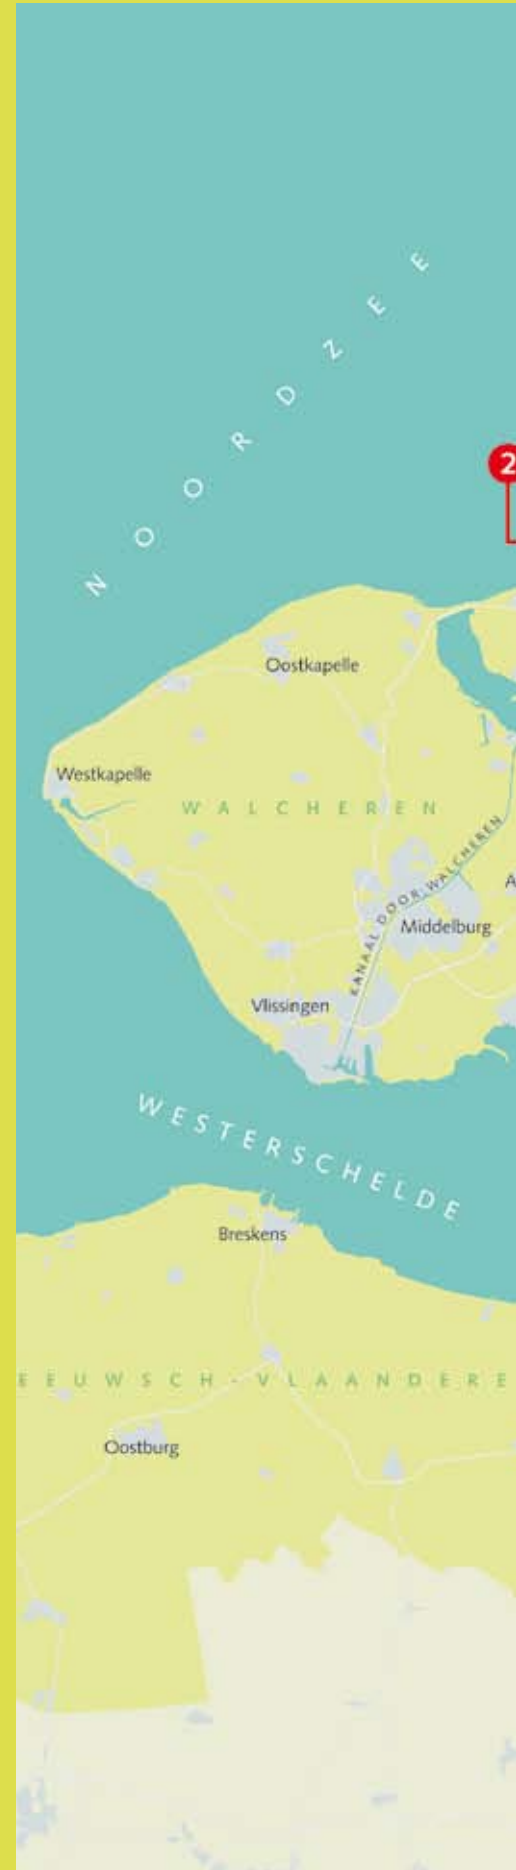 NOORDZEE
2
Oostkapelle
Westkapelle
WALCHEREN
KANAAL DOOR WALCHEREN
A
Middelburg
Vlissingen
WESTERSCHELDE
Breskens
EEUWSCH-VLAANDERE
Oostburg